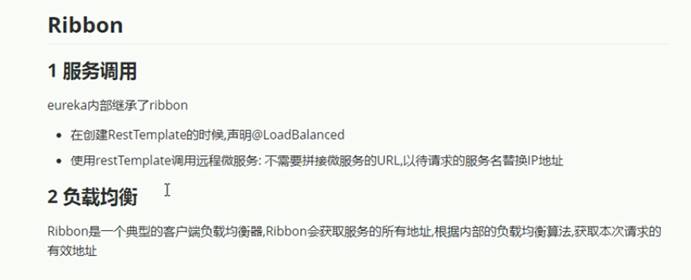 Ribbon
1 服务调用
eureka内部继承了ribbon
在创建RestTemplate的时候,声明@LoadBalanced
使用restTemplate调用远程微服务: 不需要拼接微服务的URL,以待请求的服务名替换IP地址
2 负载均衡
Ribbon是一个典型的客户端负载均衡器,Ribbon会获取服务的所有地址,根据内部的负载均衡算法,获取本次请求的
有效地址